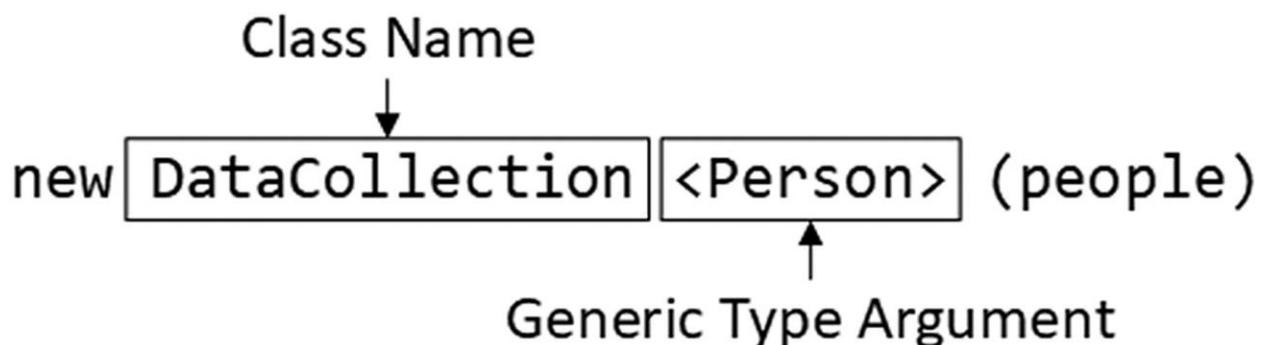 Class Name
new DataCollection <Person> (people)
Generic Type Argument